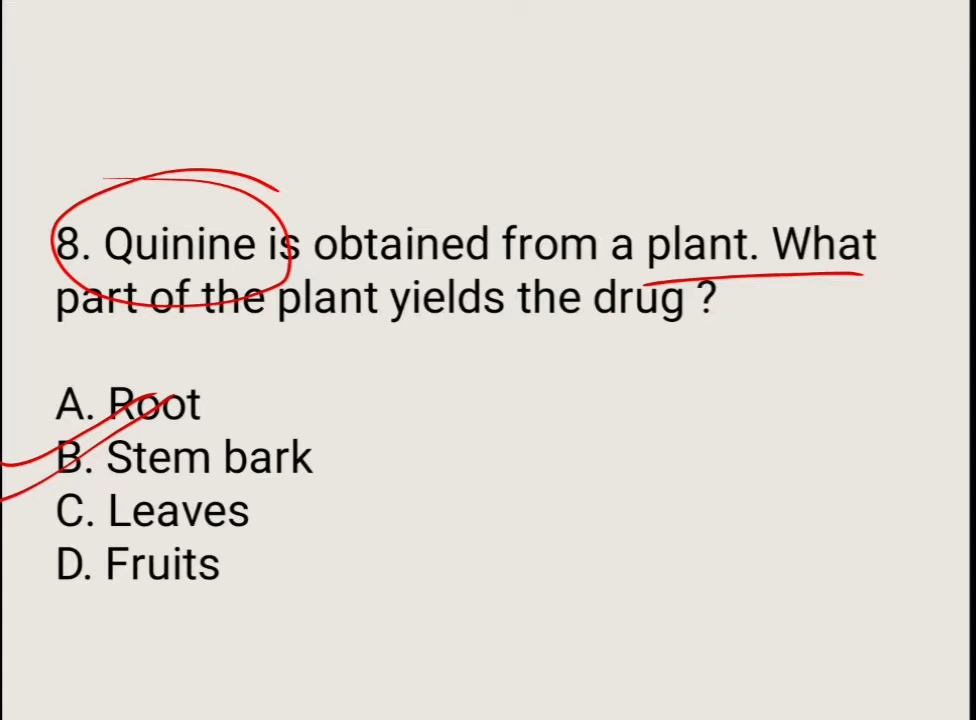 8. Quinine is obtained from a plant. What
part of the plant yields the drug ?
A. Root
B. Stem bark
C. Leaves
D. Fruits